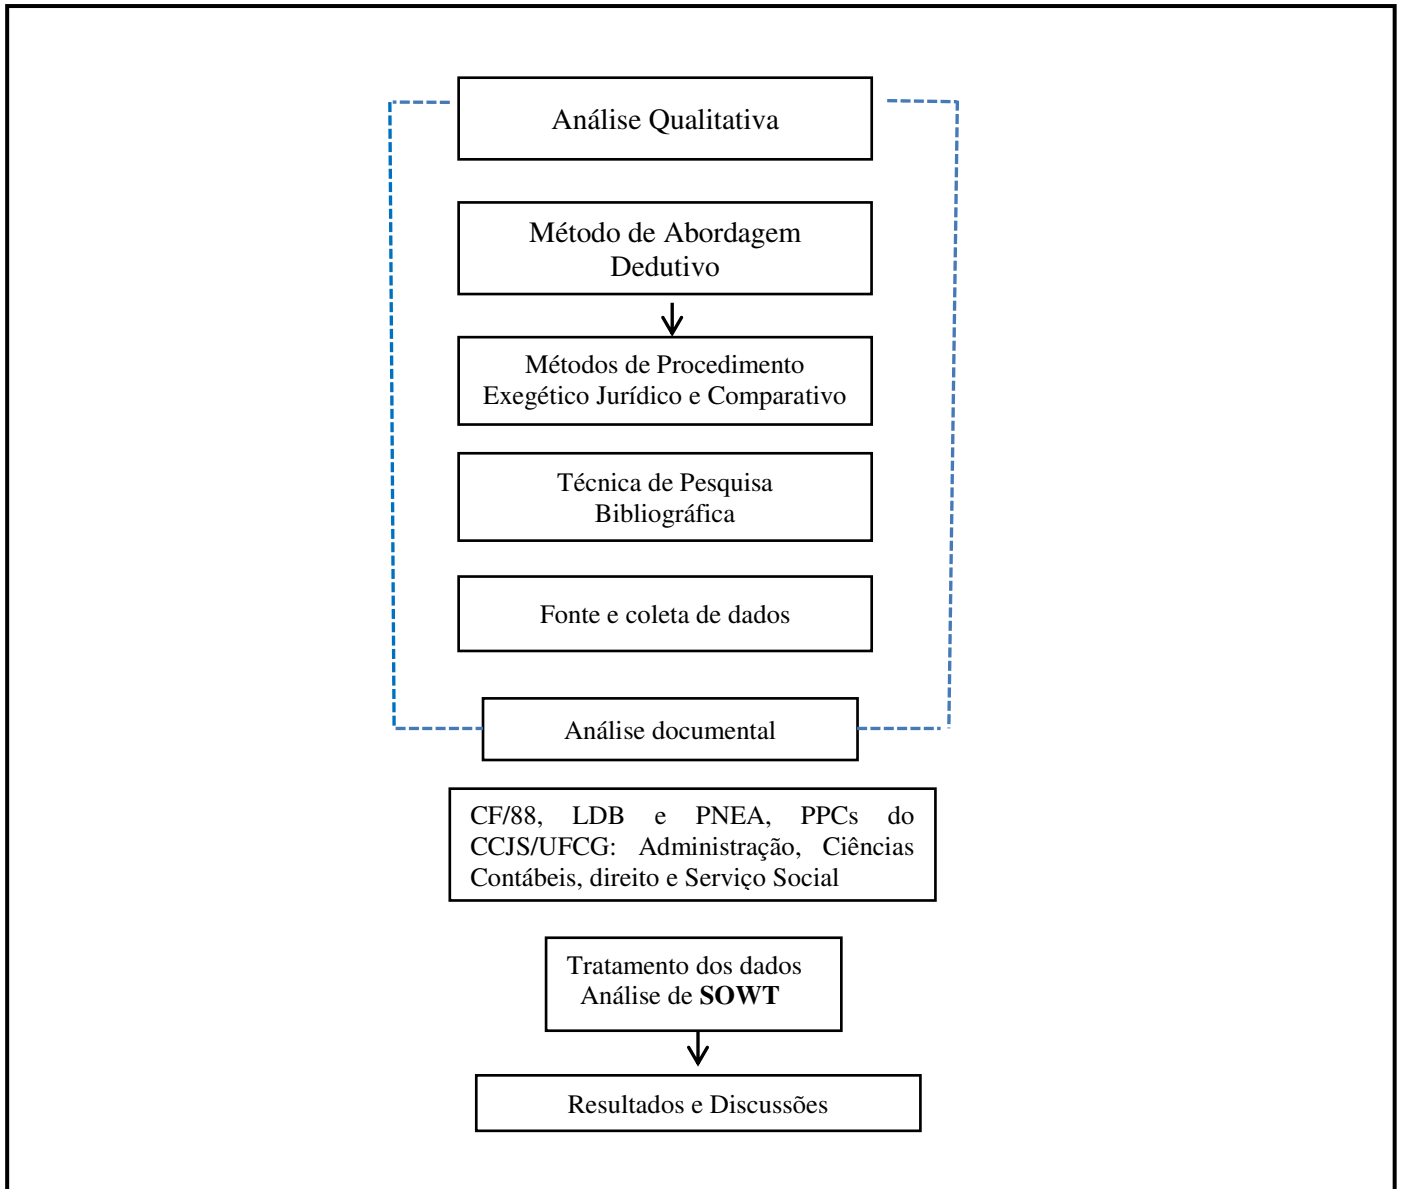 Análise Qualitativa
Método de Abordagem
Dedutivo
Métodos de Procedimento
Exegético Jurídico e Comparativo
Técnica de Pesquisa
Bibliográfica
Fonte e coleta de dados
Análise documental
CF/88, LDB e PNEA, PPCs do
CCJS/UFCG: Administração, Ciências
Contábeis, direito e Serviço Social
Tratamento dos dados
Análise de SOWT
Resultados e Discussões